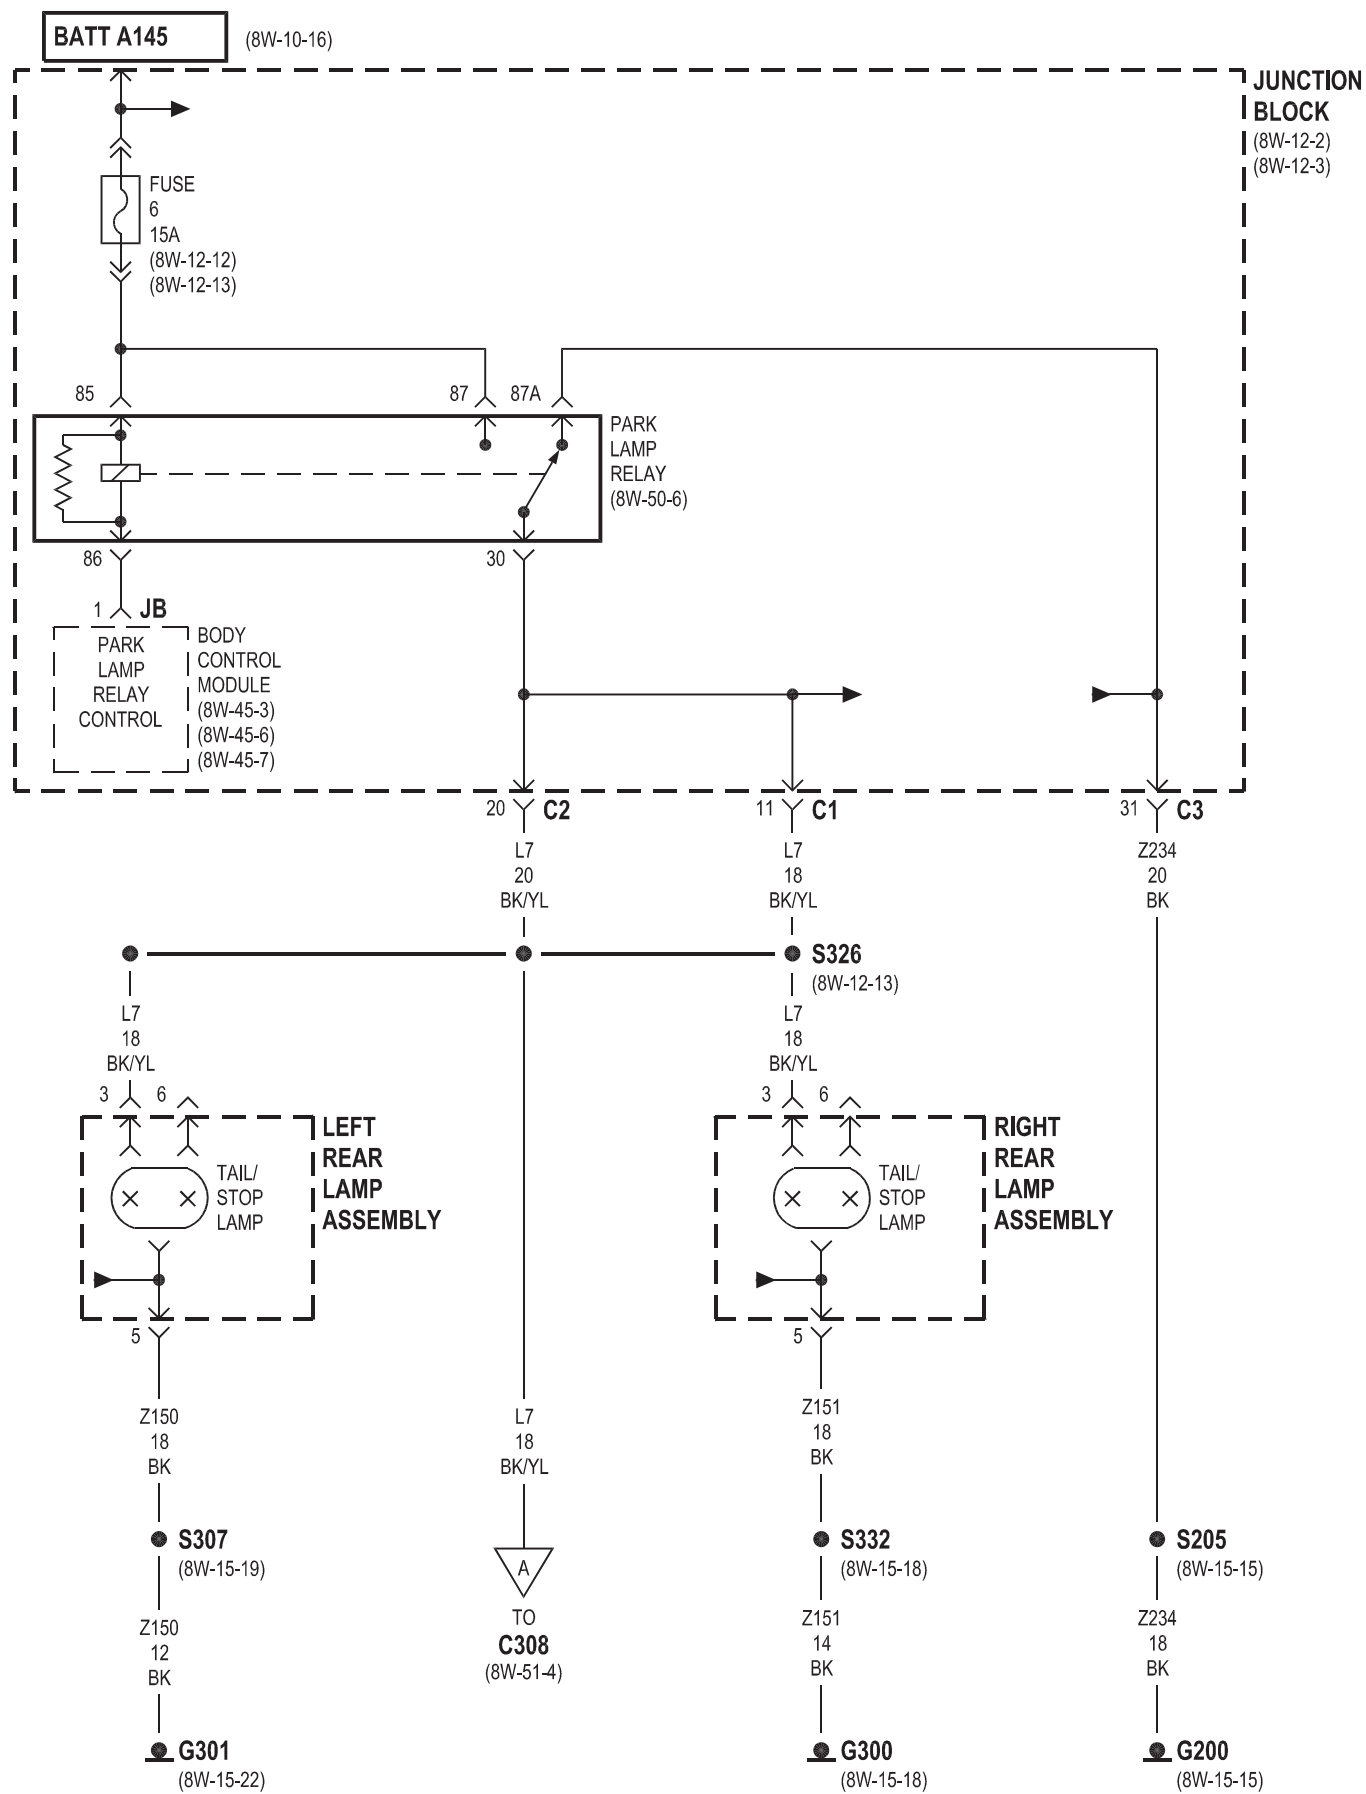 BATT A145
(8W-10-16)
JUNCTION
BLOCK
(8W-12-2)
(8W-12-3)
FUSE
6
15A
(8W-12-12)
(8W-12-13)
85
87
87A
PARK
LAMP
RELAY
(8W-50-6)
86
30
1
JB
PARK
LAMP
RELAY
CONTROL
BODY
CONTROL
MODULE
(8W-45-3)
(8W-45-6)
(8W-45-7)
20
C2
11
C1
31
C3
L7
20
BK/YL
L7
18
BK/YL
Z234
20
BK
S326
(8W-12-13)
L7
18
BK/YL
L7
18
BK/YL
3
6
3
6
LEFT
REAR
LAMP
ASSEMBLY
TAIL/
STOP
LAMP
RIGHT
REAR
LAMP
ASSEMBLY
TAIL/
STOP
LAMP
5
5
Z150
18
BK
L7
18
BK/YL
Z151
18
BK
S307
(8W-15-19)
A
TO
C308
(8W-51-4)
S332
(8W-15-18)
S205
(8W-15-15)
Z150
12
BK
Z151
14
BK
Z234
18
BK
G301
(8W-15-22)
G300
(8W-15-18)
G200
(8W-15-15)